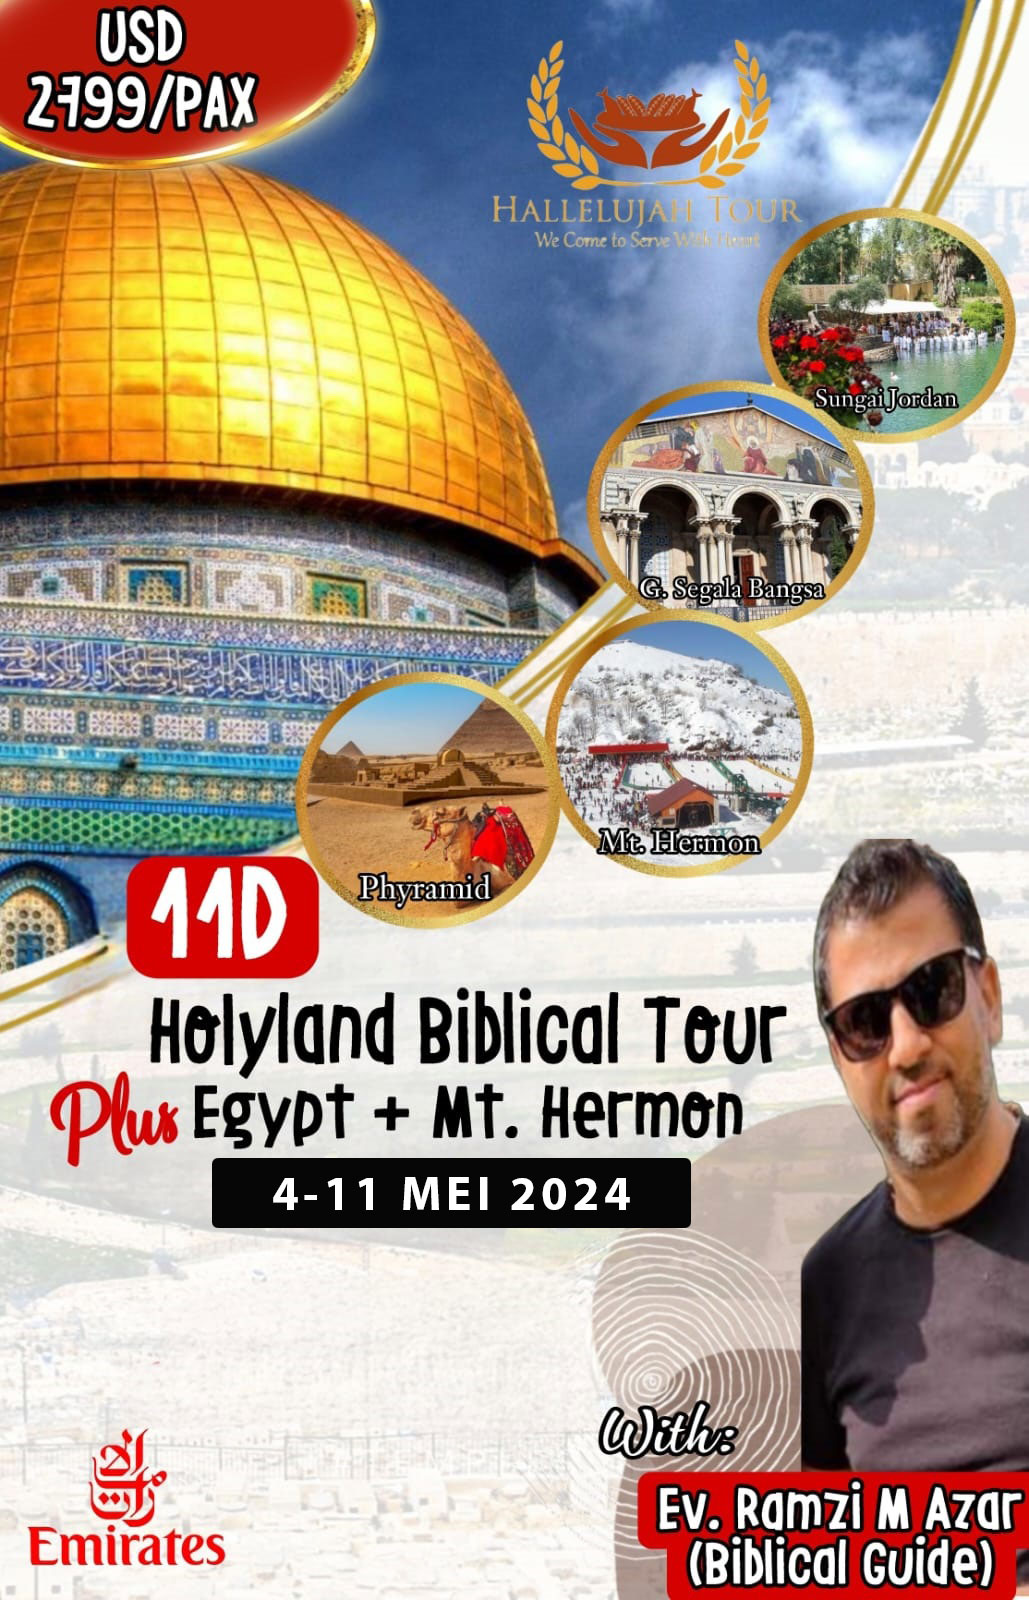 USD
2799/PAX
HALLELUJAH TOUR
We Come to Serve With Heart
Sungai Jordan
G. Segala Bangsa
Mt. Hermon
Phyramid
11D
Holyland Biblical Tour
Plus Egypt + Mt. Hermon
4-11 MEI 2024
With:
Ev. Ramzi M Azar
(Biblical Guide)
Emirates